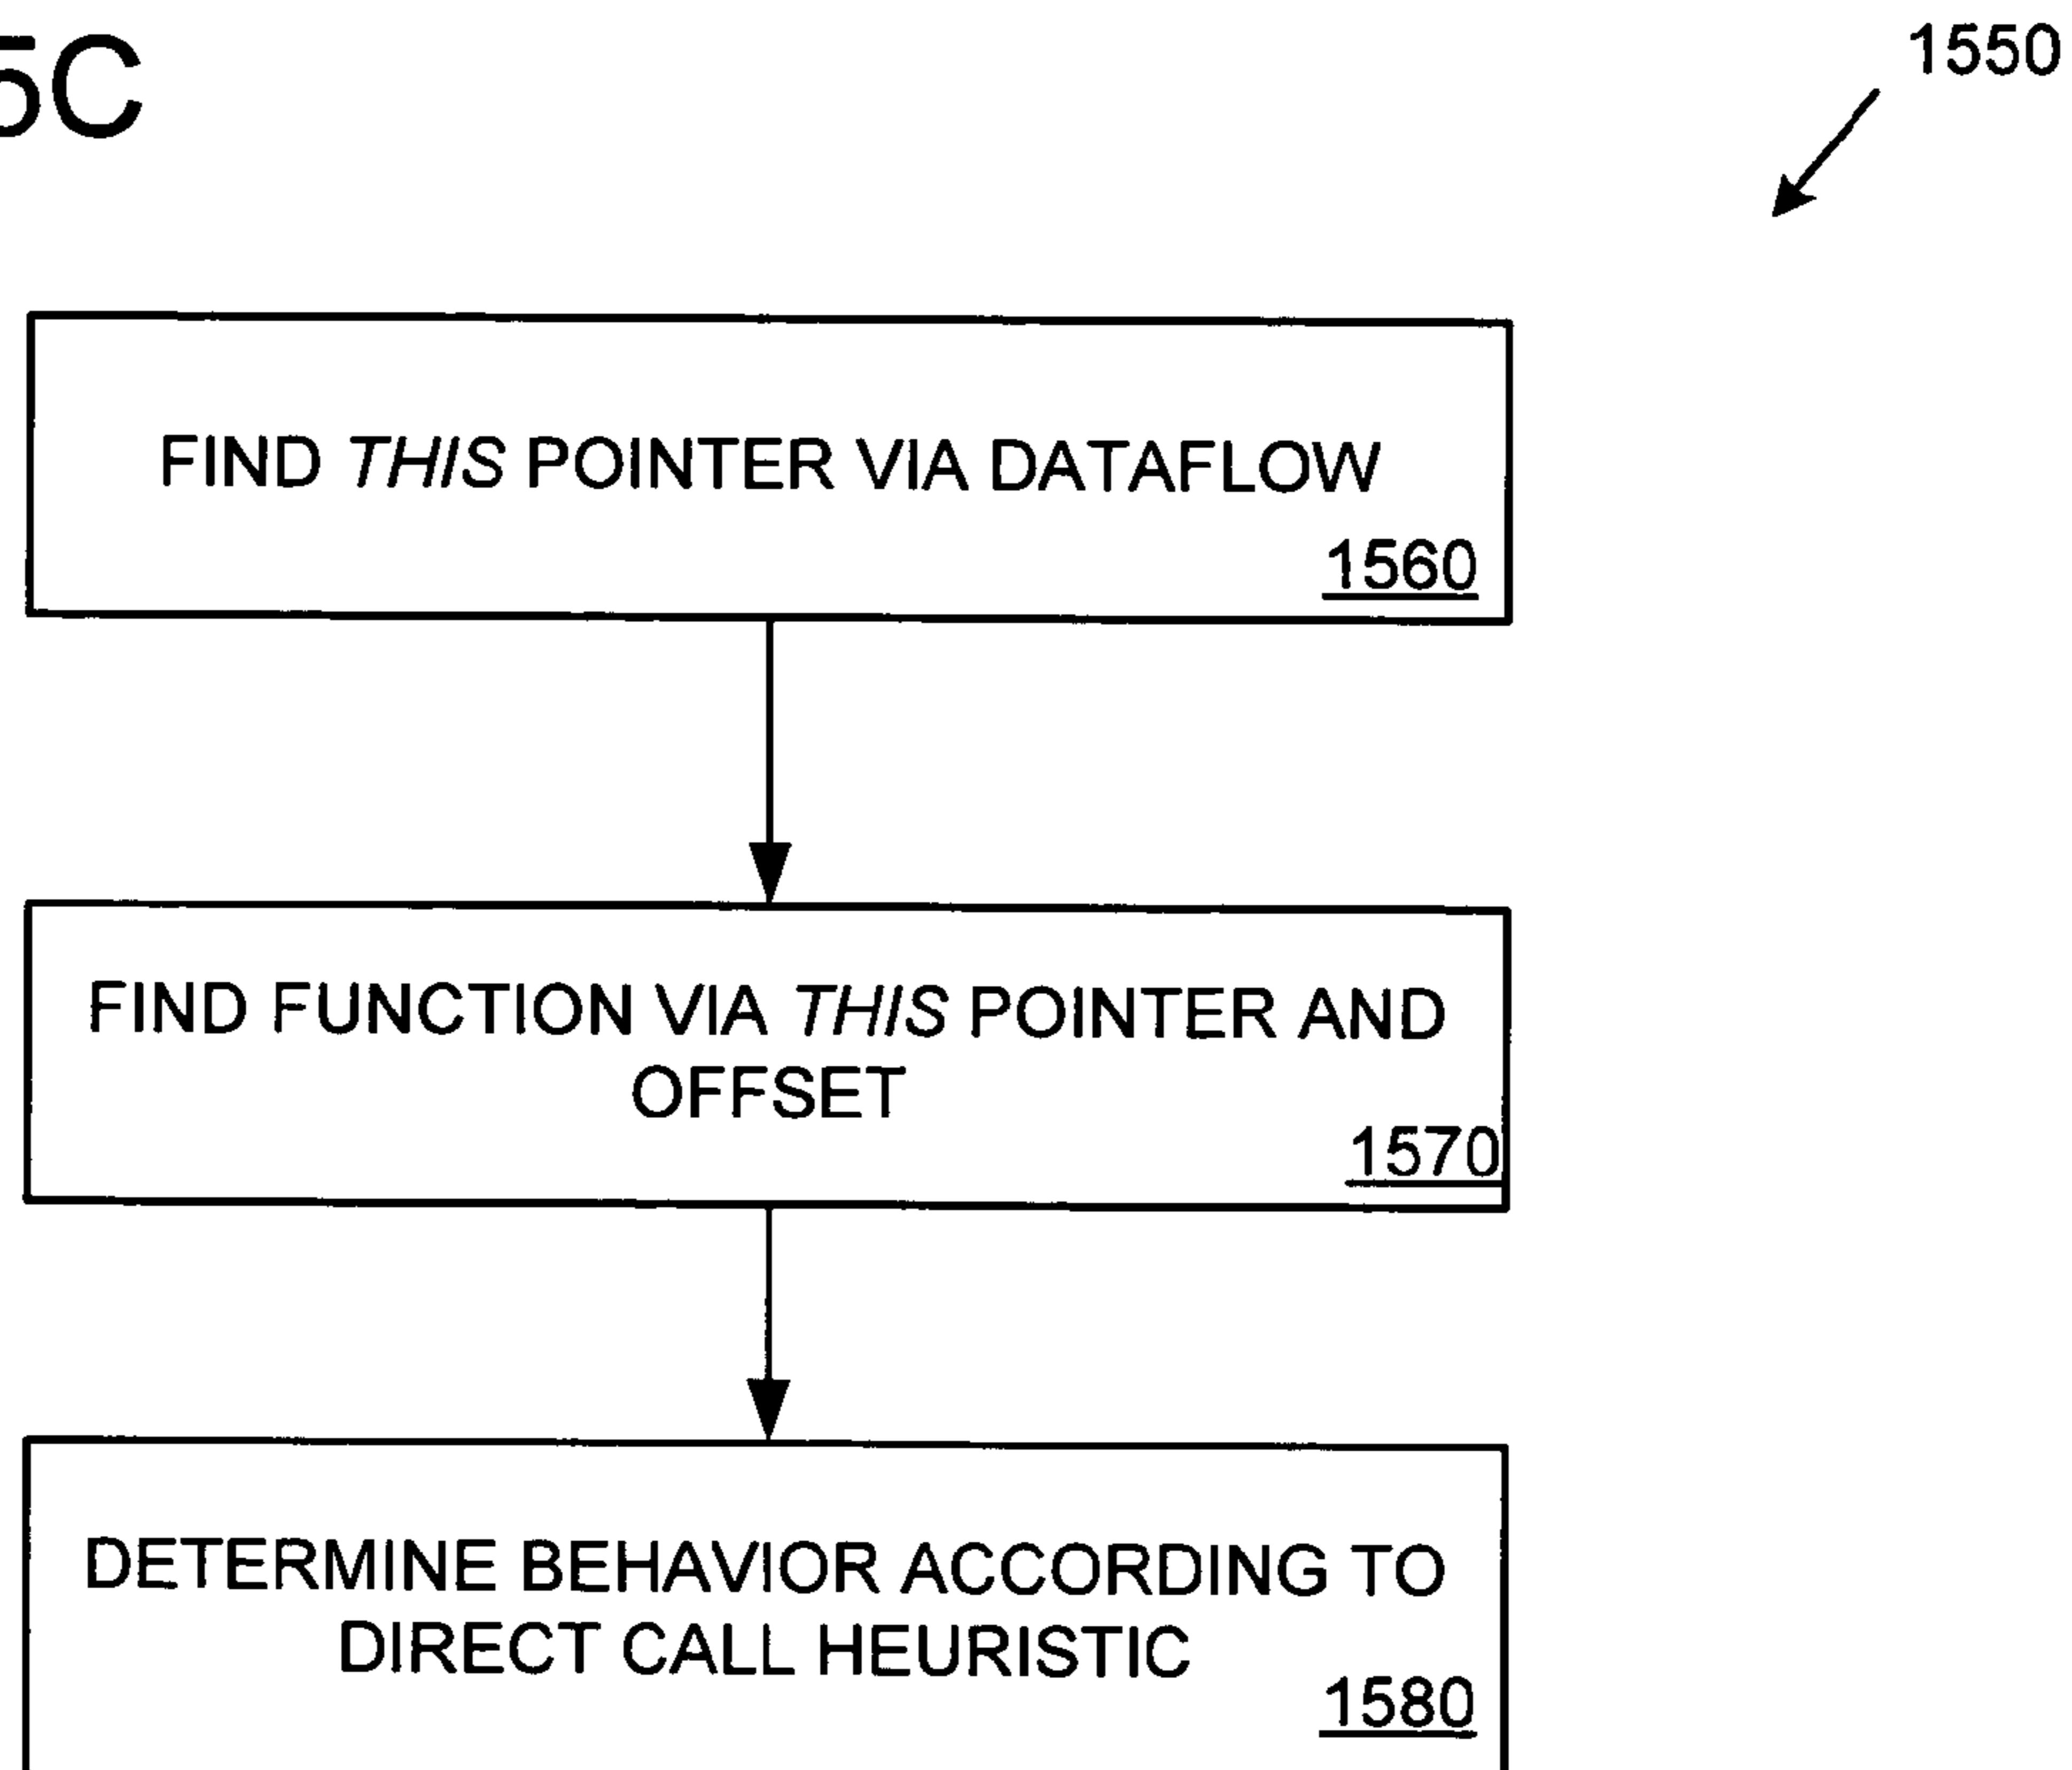 5C
1550
FIND THIS POINTER VIA DATAFLOW
1560
FIND FUNCTION VIA THIS POINTER AND
OFFSET
1570
DETERMINE BEHAVIOR ACCORDING TO
DIRECT CALL HEURISTIC
1580